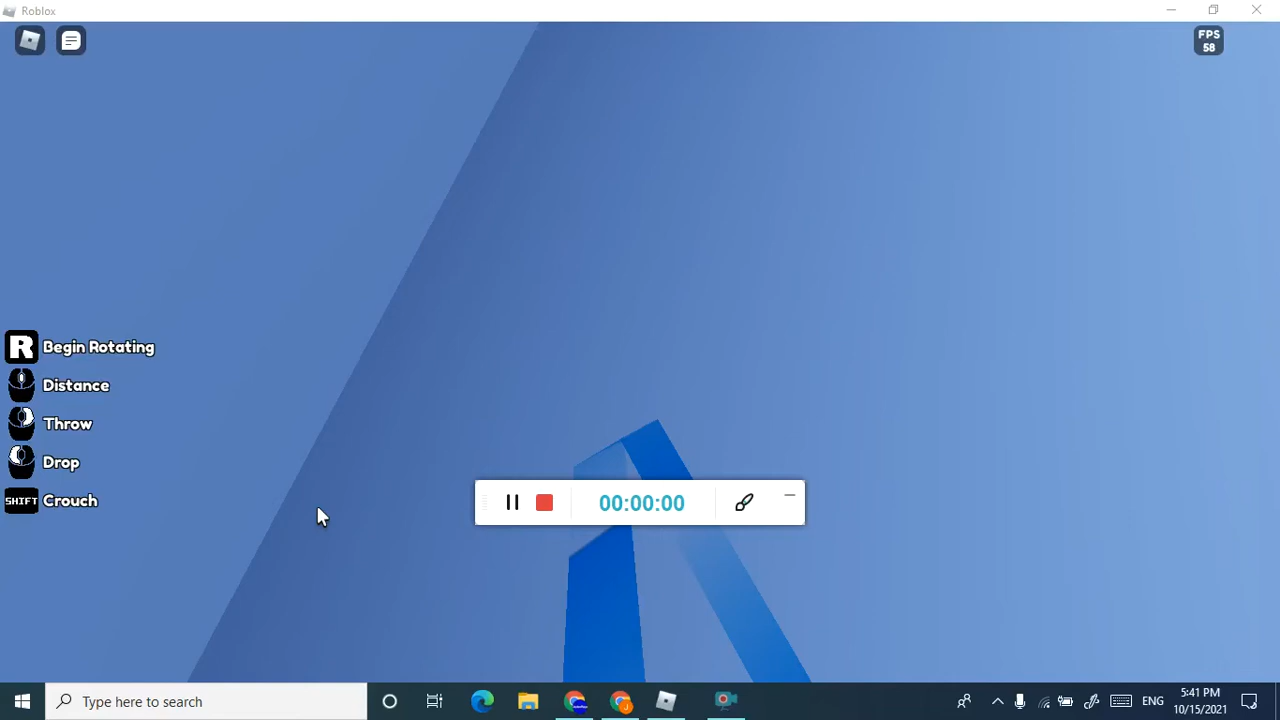 Roblox
FPS
58
R Begin Rotating
Distance
Throw
Drop
SHIFT Crouch
00:00:00
Type here to search
ENG
5:41 PM
10/15/2021